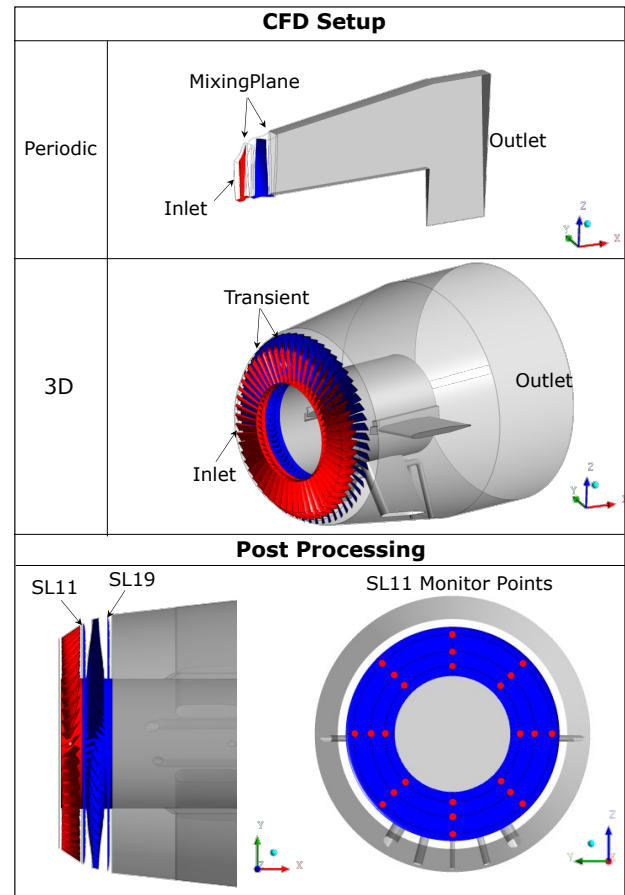 CFD Setup
Periodic
MixingPlane
Inlet
Outlet
Z
Y
X
3D
Transient
Inlet
Outlet
Z
Y
X
Post Processing
SL11
SL19
SL11 Monitor Points
Y
Z
X
Z
Y